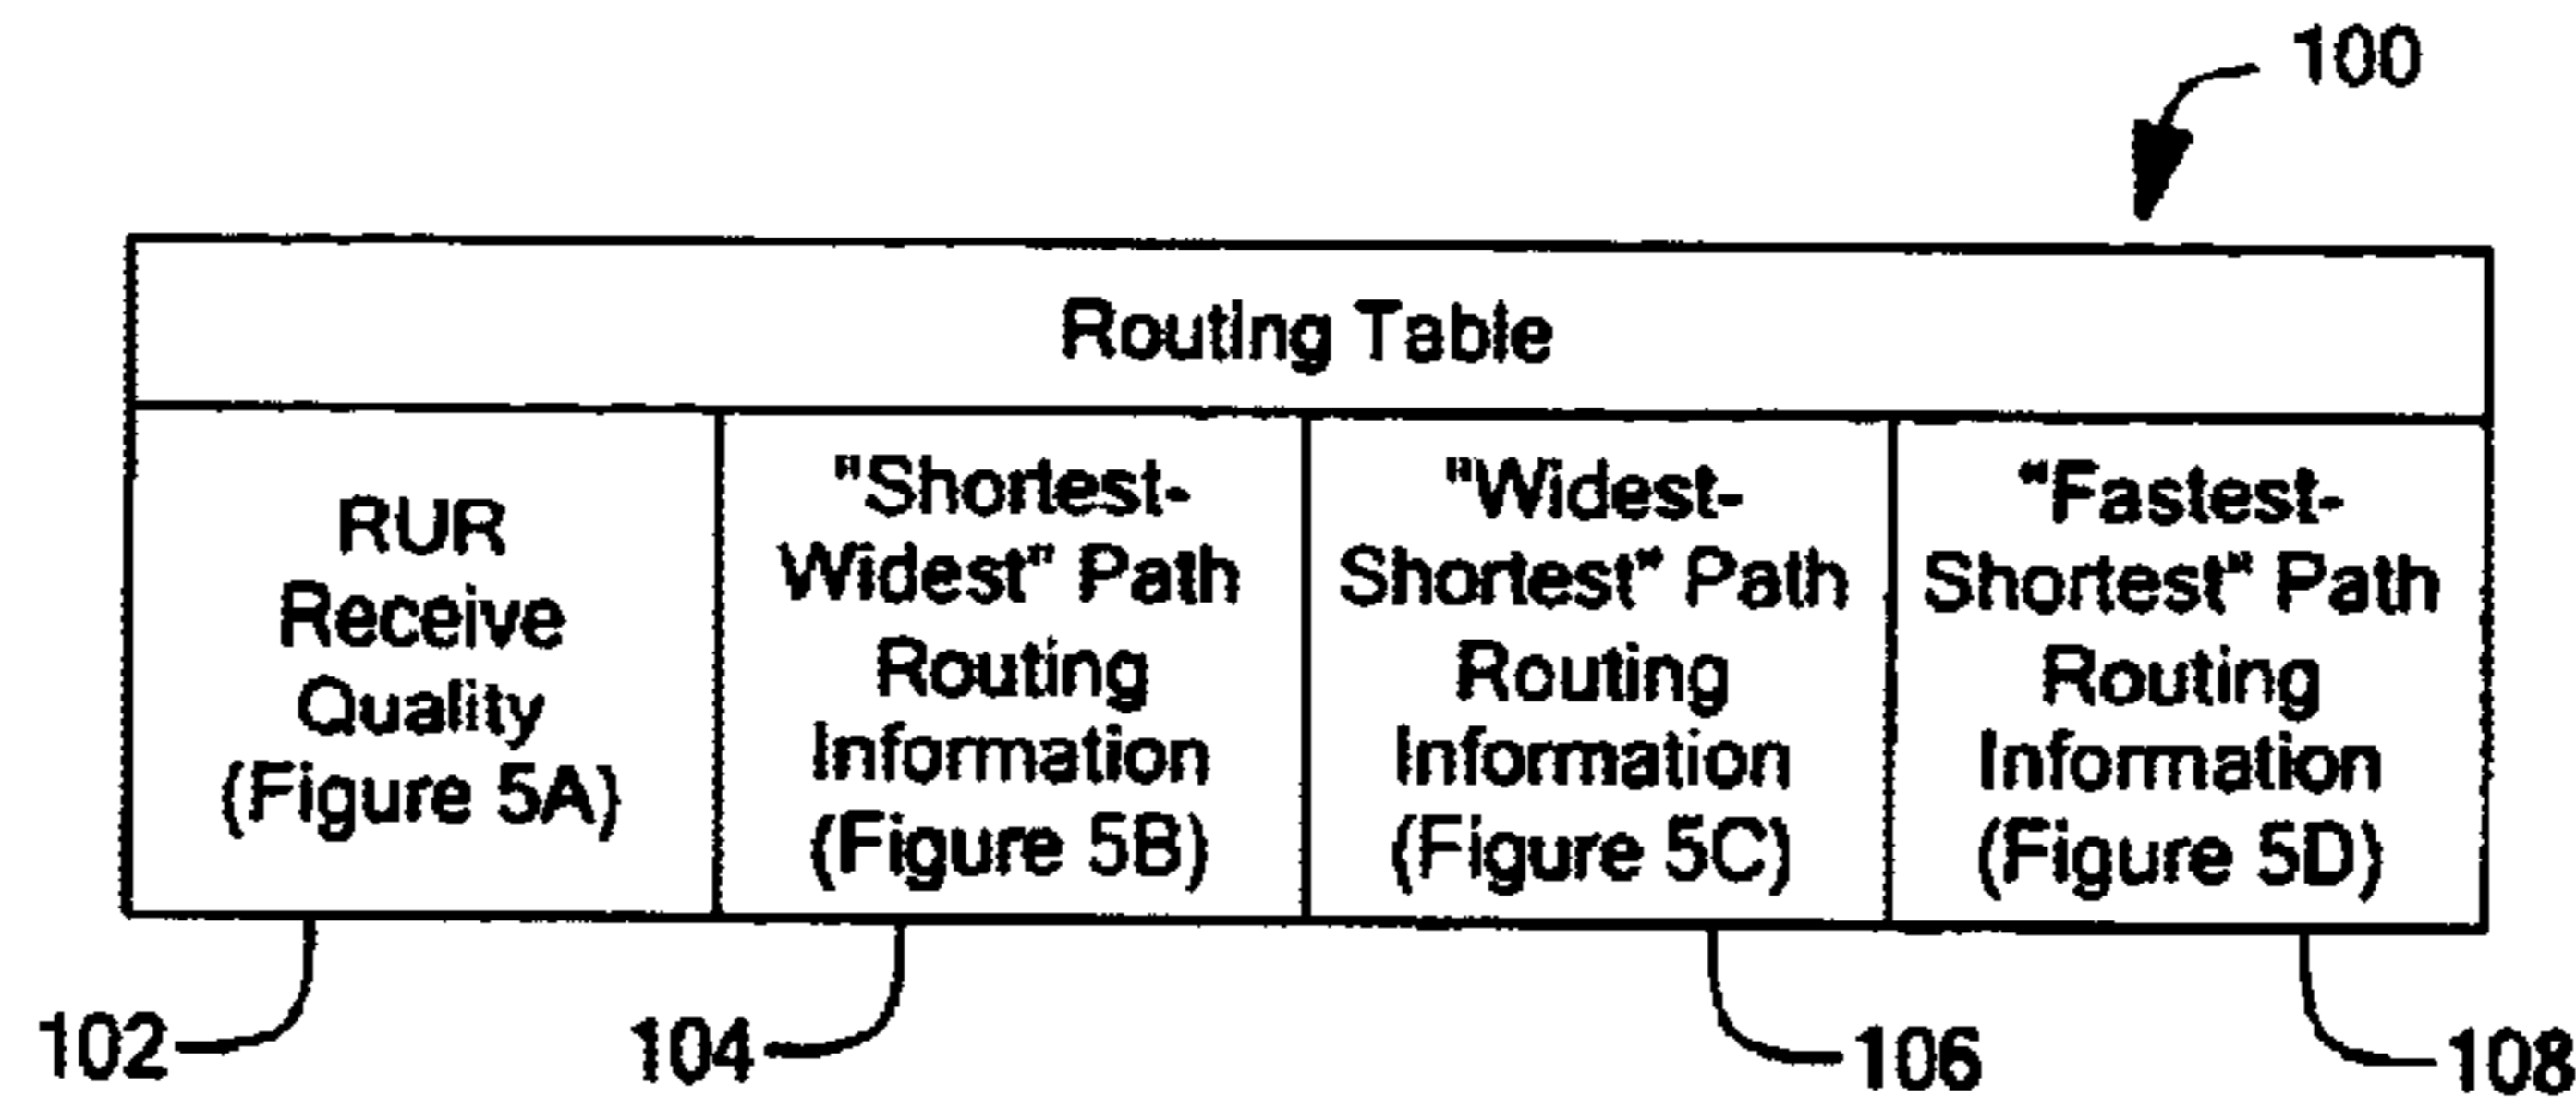 100
Routing Table
RUR
Receive
Quality
(Figure 5A)
"Shortest-
Widest" Path
Routing
Information
(Figure 5B)
"Widest-
Shortest" Path
Routing
Information
(Figure 5C)
"Fastest-
Shortest" Path
Routing
Information
(Figure 5D)
102
104
106
108